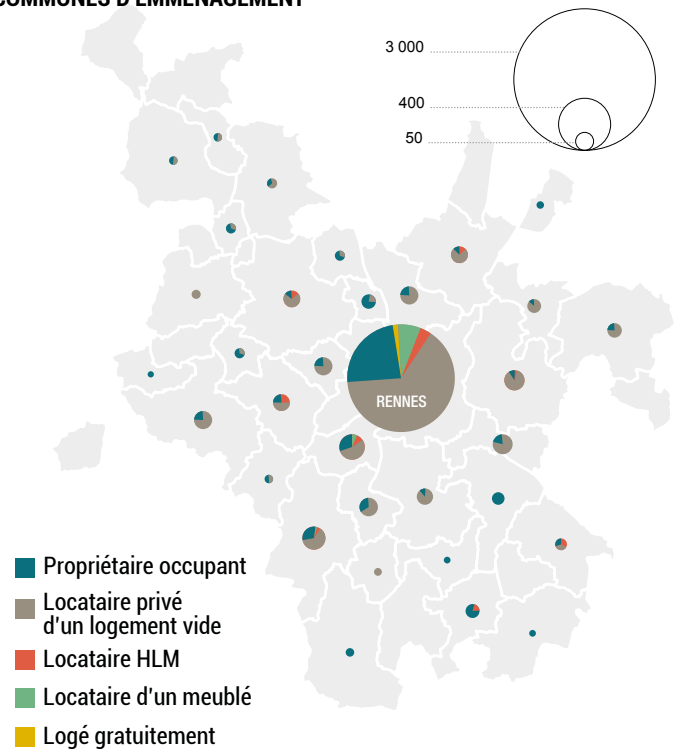 COMMUNES D'EMMÉNAGEMENT
3 000
400
50
RENNES
Propriétaire occupant
Locataire privé
d'un logement vide
Locataire HLM
Locataire d'un meublé
Logé gratuitement